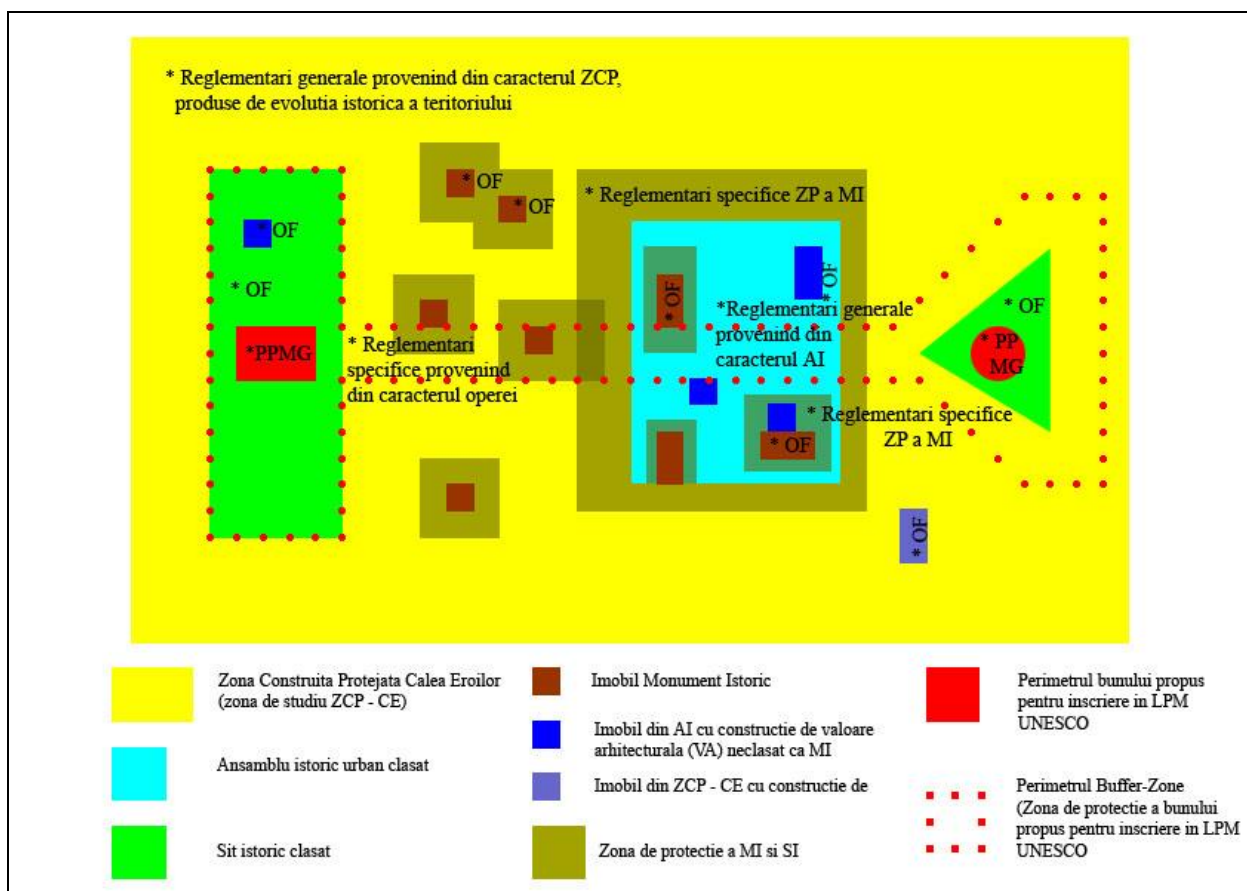 * Reglementari generale provenind din caracterul ZCP,
produse de evolutia istorica a teritoriului
* OF
* OF
* Reglementari specifice ZP a MI
* OF
* OF
* OF
* OF
* OF
*Reglementari generale
provenind din
caracterul AI
*PPMG
* Reglementari
specifice provenind
din caracterul operei
* PP
MG
* Reglementari specifice
ZP a MI
* OF
* OF
Zona Construita Protejata Calea Eroilor
(zona de studiu ZCP - CE)
Ansamblu istoric urban clasat
Sit istoric clasat
Imobil Monument Istoric
Imobil din AI cu constructie de valoare
arhitecturala (VA) neclasat ca MI
Imobil din ZCP - CE cu constructie de
Zona de protectie a MI si SI
Perimetrul bunului propus
pentru inscriere in LPM
UNESCO
Perimetrul Buffer-Zone
(Zona de protectie a bunului
propus pentru inscriere in LPM
UNESCO